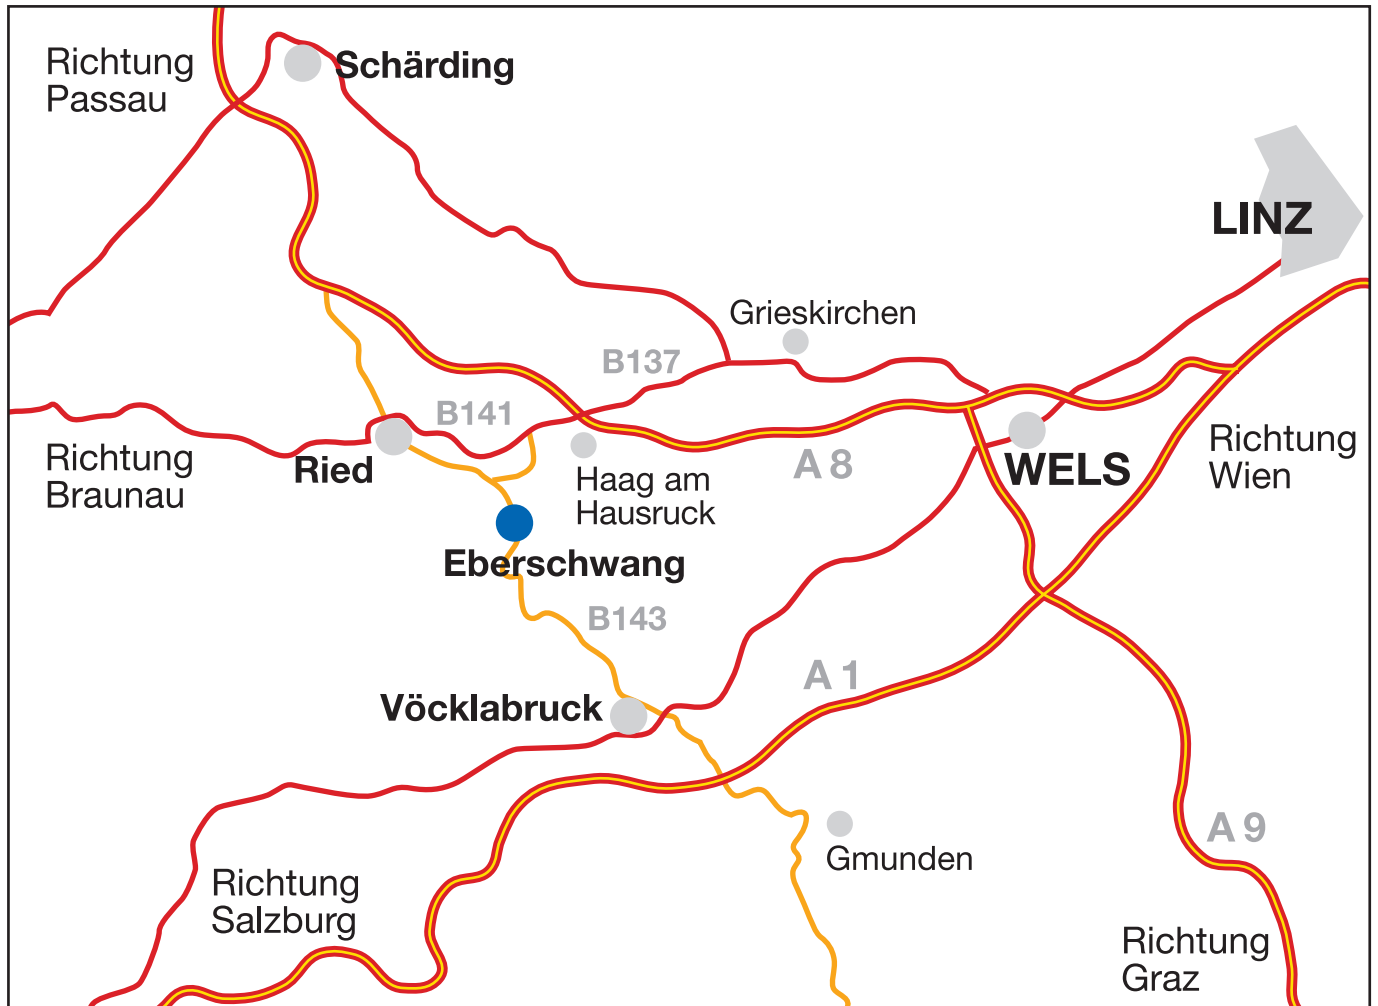 Richtung
Passau
Schärding
LINZ
Grieskirchen
B137
B141
Richtung
Braunau
Ried
Haag am
Hausruck
A 8
WELS
Richtung
Wien
Eberschwang
B143
A 1
Vöcklabruck
A 9
Gmunden
Richtung
Salzburg
Richtung
Graz